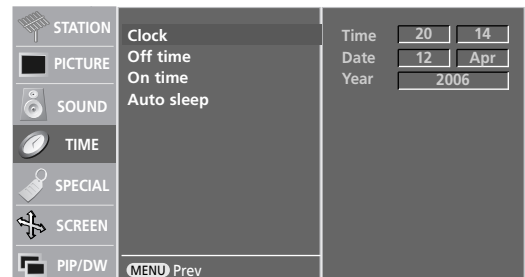 STATION
PICTURE
SOUND
TIME
SPECIAL
SCREEN
PIP/DW
Clock
Off time
On time
Auto sleep
MENU Prev
Time 20 14
Date 12 Apr
Year 2006